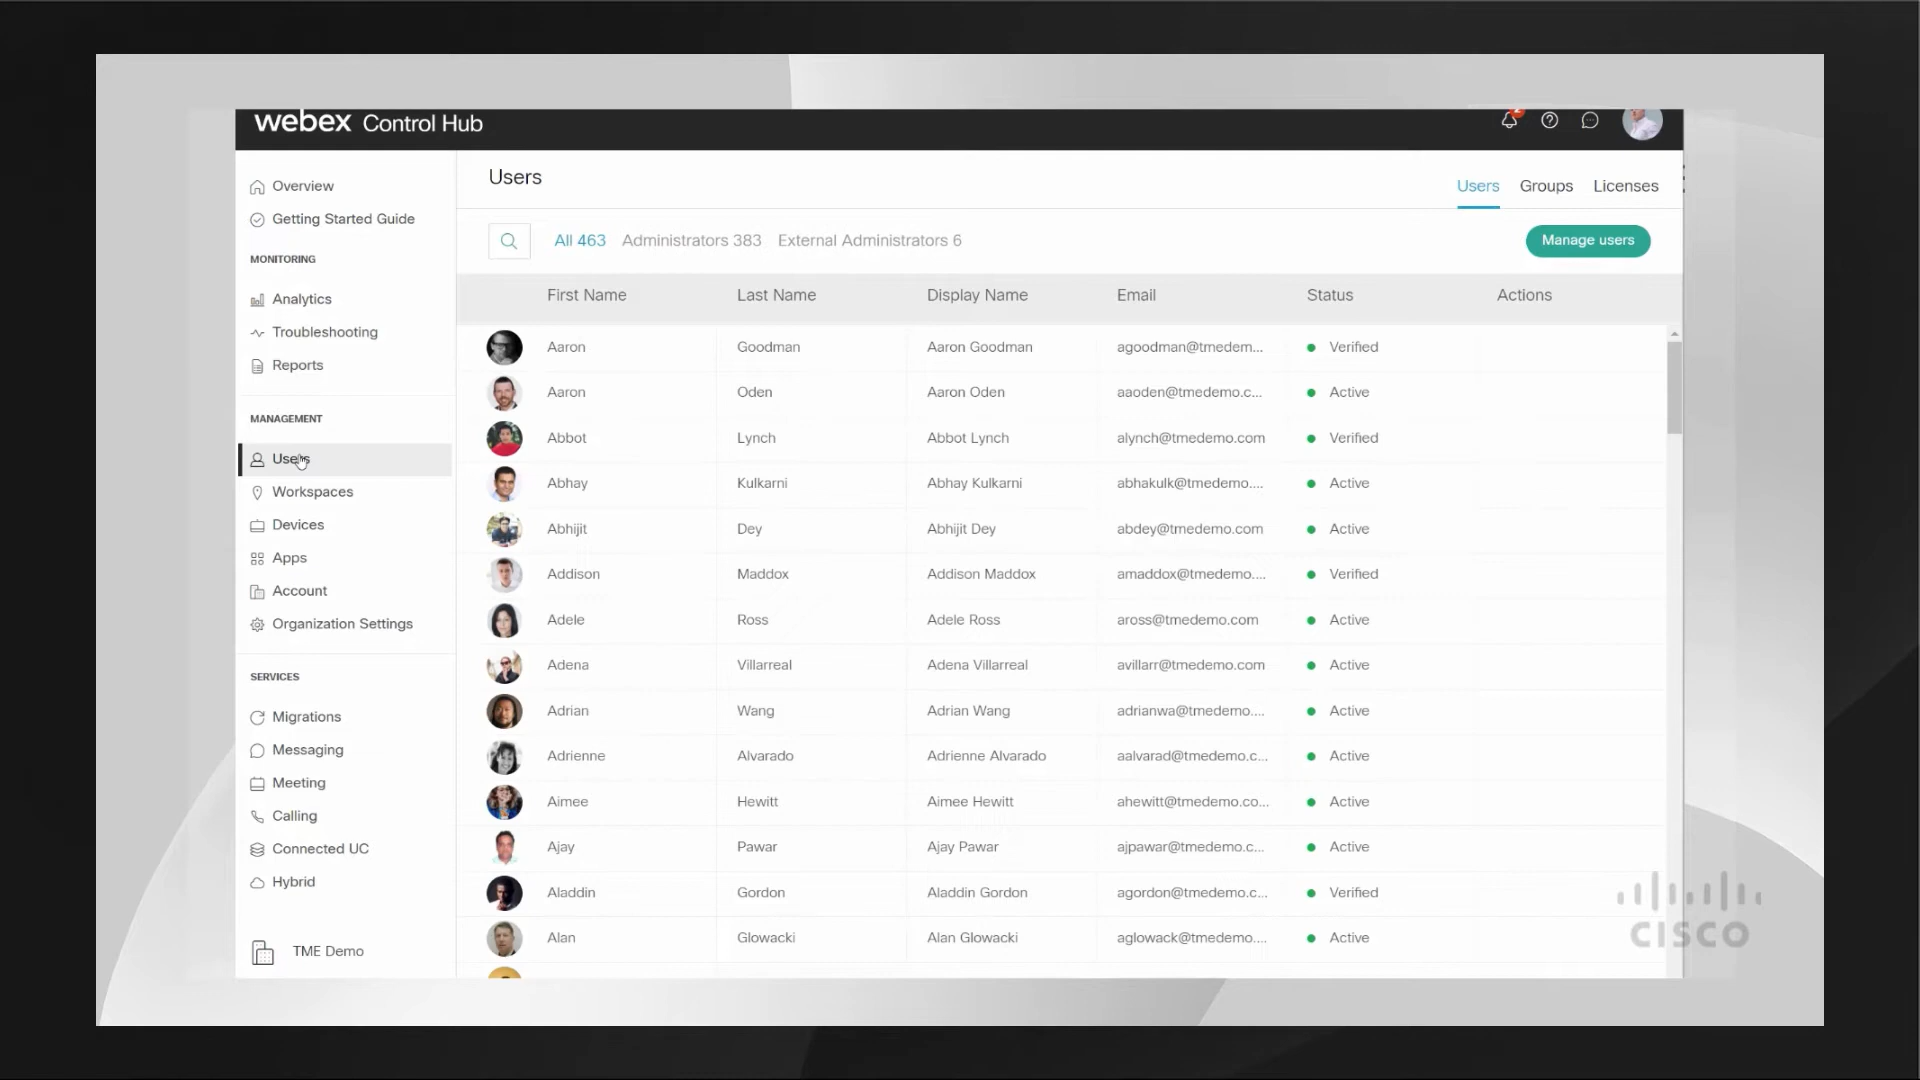 webex Control Hub
Overview
Getting Started Guide
MONITORING
Analytics
Troubleshooting
Reports
MANAGEMENT
Users
Workspaces
Devices
Apps
Account
Organization Settings
SERVICES
Migrations
Messaging
Meeting
Calling
Connected UC
Hybrid
TME Demo
Users
Users Groups Licenses
All 463 Administrators 383 External Administrators 6
Manage users
First Name Last Name Display Name Email Status Actions
Aaron Goodman Aaron Goodman agoodman@tmedem... Verified
Aaron Oden Aaron Oden aaoden@tmedemo.c... Active
Abbot Lynch Abbot Lynch alynch@tmedemo.com Verified
Abhay Kulkarni Abhay Kulkarni abhakulk@tmedemo.... Active
Abhijit Dey Abhijit Dey abdey@tmedemo.com Active
Addison Maddox Addison Maddox amaddox@tmedemo.... Verified
Adele Ross Adele Ross aross@tmedemo.com Active
Adena Villarreal Adena Villarreal avillarr@tmedemo.com Active
Adrian Wang Adrian Wang adrianwa@tmedemo.... Active
Adrienne Alvarado Adrienne Alvarado aalvarad@tmedemo.c... Active
Aimee Hewitt Aimee Hewitt ahewitt@tmedemo.co... Active
Ajay Pawar Ajay Pawar ajpawar@tmedemo.c... Active
Aladdin Gordon Aladdin Gordon agordon@tmedemo.c... Verified
Alan Glowacki Alan Glowacki aglowack@tmedemo.... Active
CISCO